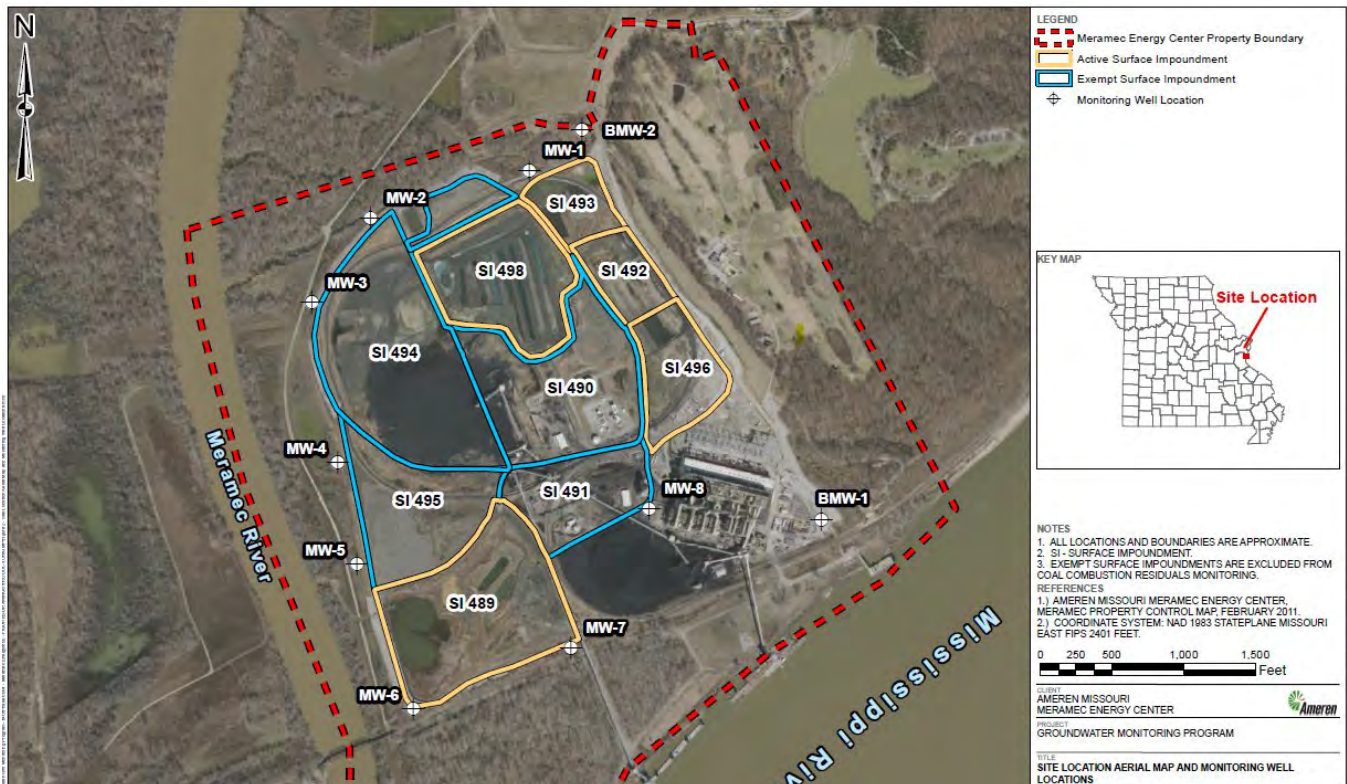 N
BMW-2
MW-1
MW-2
SI 493
SI 498
SI 492
MW-3
SI 494
SI 496
SI 490
MW-4
SI 495
SI 491
MW-8
BMW-1
MW-5
SI 489
MW-7
MW-6
Meramec River
Mississippi Riv
LEGEND
Meramec Energy Center Property Boundary
Active Surface Impoundment
Exempt Surface Impoundment
Monitoring Well Location
KEY MAP
Site Location
NOTES
1. ALL LOCATIONS AND BOUNDARIES ARE APPROXIMATE.
2. SI - SURFACE IMPOUNDMENT.
3. EXEMPT SURFACE IMPOUNDMENTS ARE EXCLUDED FROM
COAL COMBUSTION RESIDUALS MONITORING.
REFERENCES
1.) AMEREN MISSOURI MERAMEC ENERGY CENTER,
MERAMEC PROPERTY CONTROL MAP, FEBRUARY 2011.
2.) COORDINATE SYSTEM: NAD 1983 STATEPLANE MISSOURI
EAST FIPS 2401 FEET.
0 250 500 1,000 1,500
Feet
CLIENT
AMEREN MISSOURI
MERAMEC ENERGY CENTER
Ameren
PROJECT
GROUNDWATER MONITORING PROGRAM
TITLE
SITE LOCATION AERIAL MAP AND MONITORING WELL
LOCATIONS